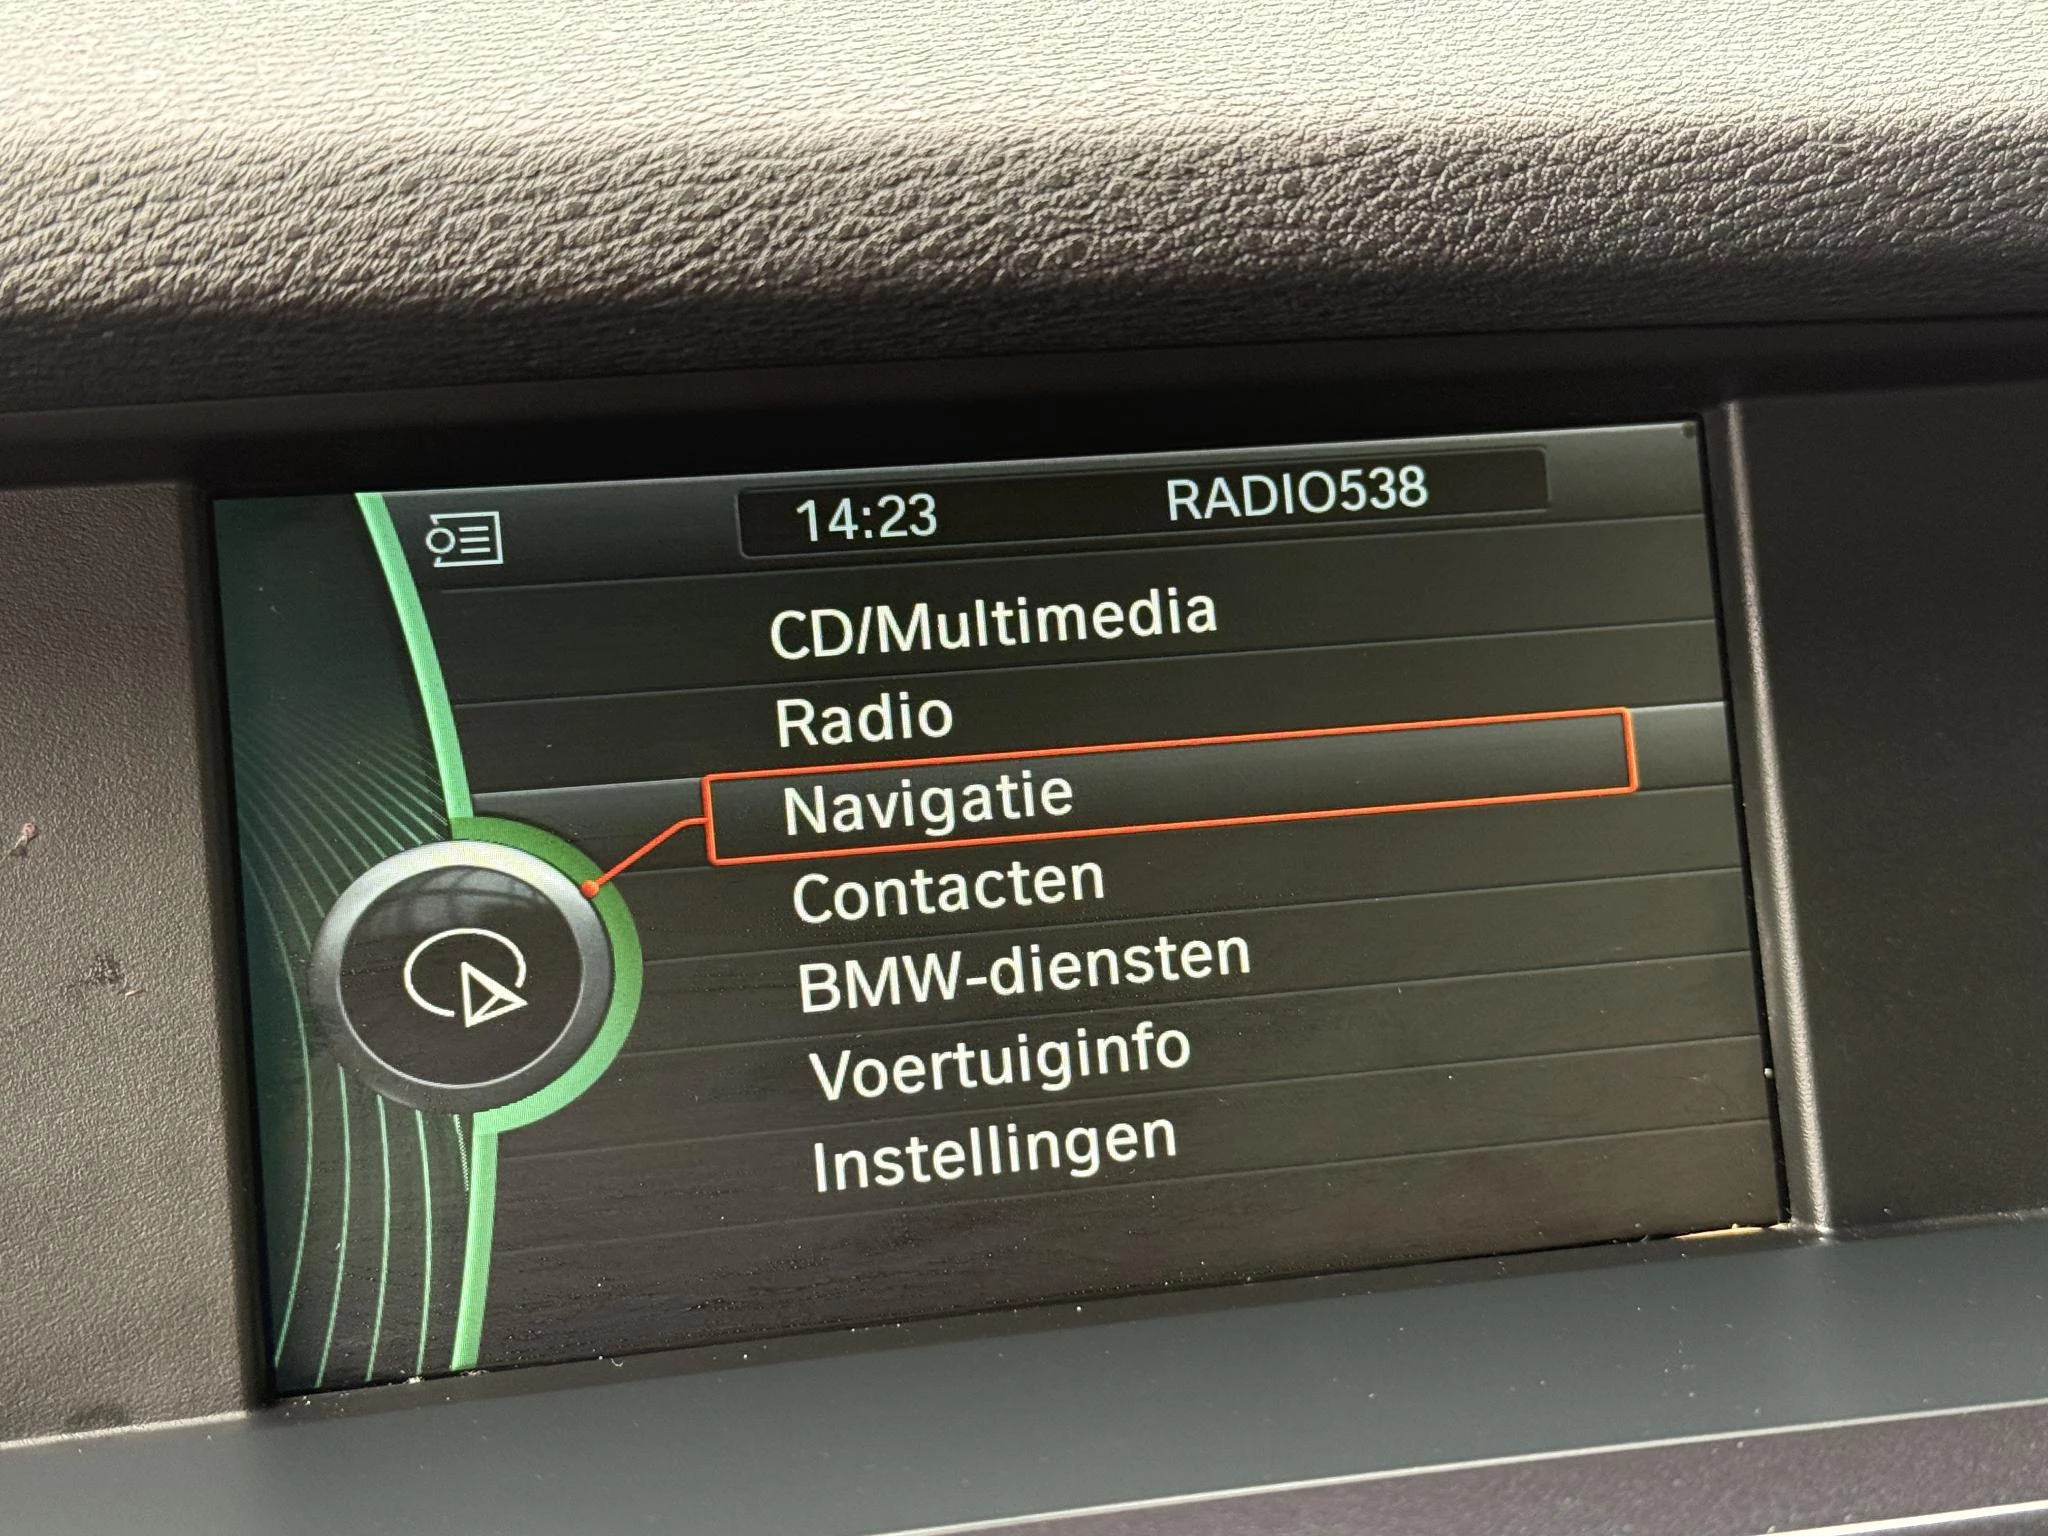 14:23 RADIO538
CD/Multimedia
Radio
Navigatie
Contacten
BMW-diensten
Voertuiginfo
Instellingen